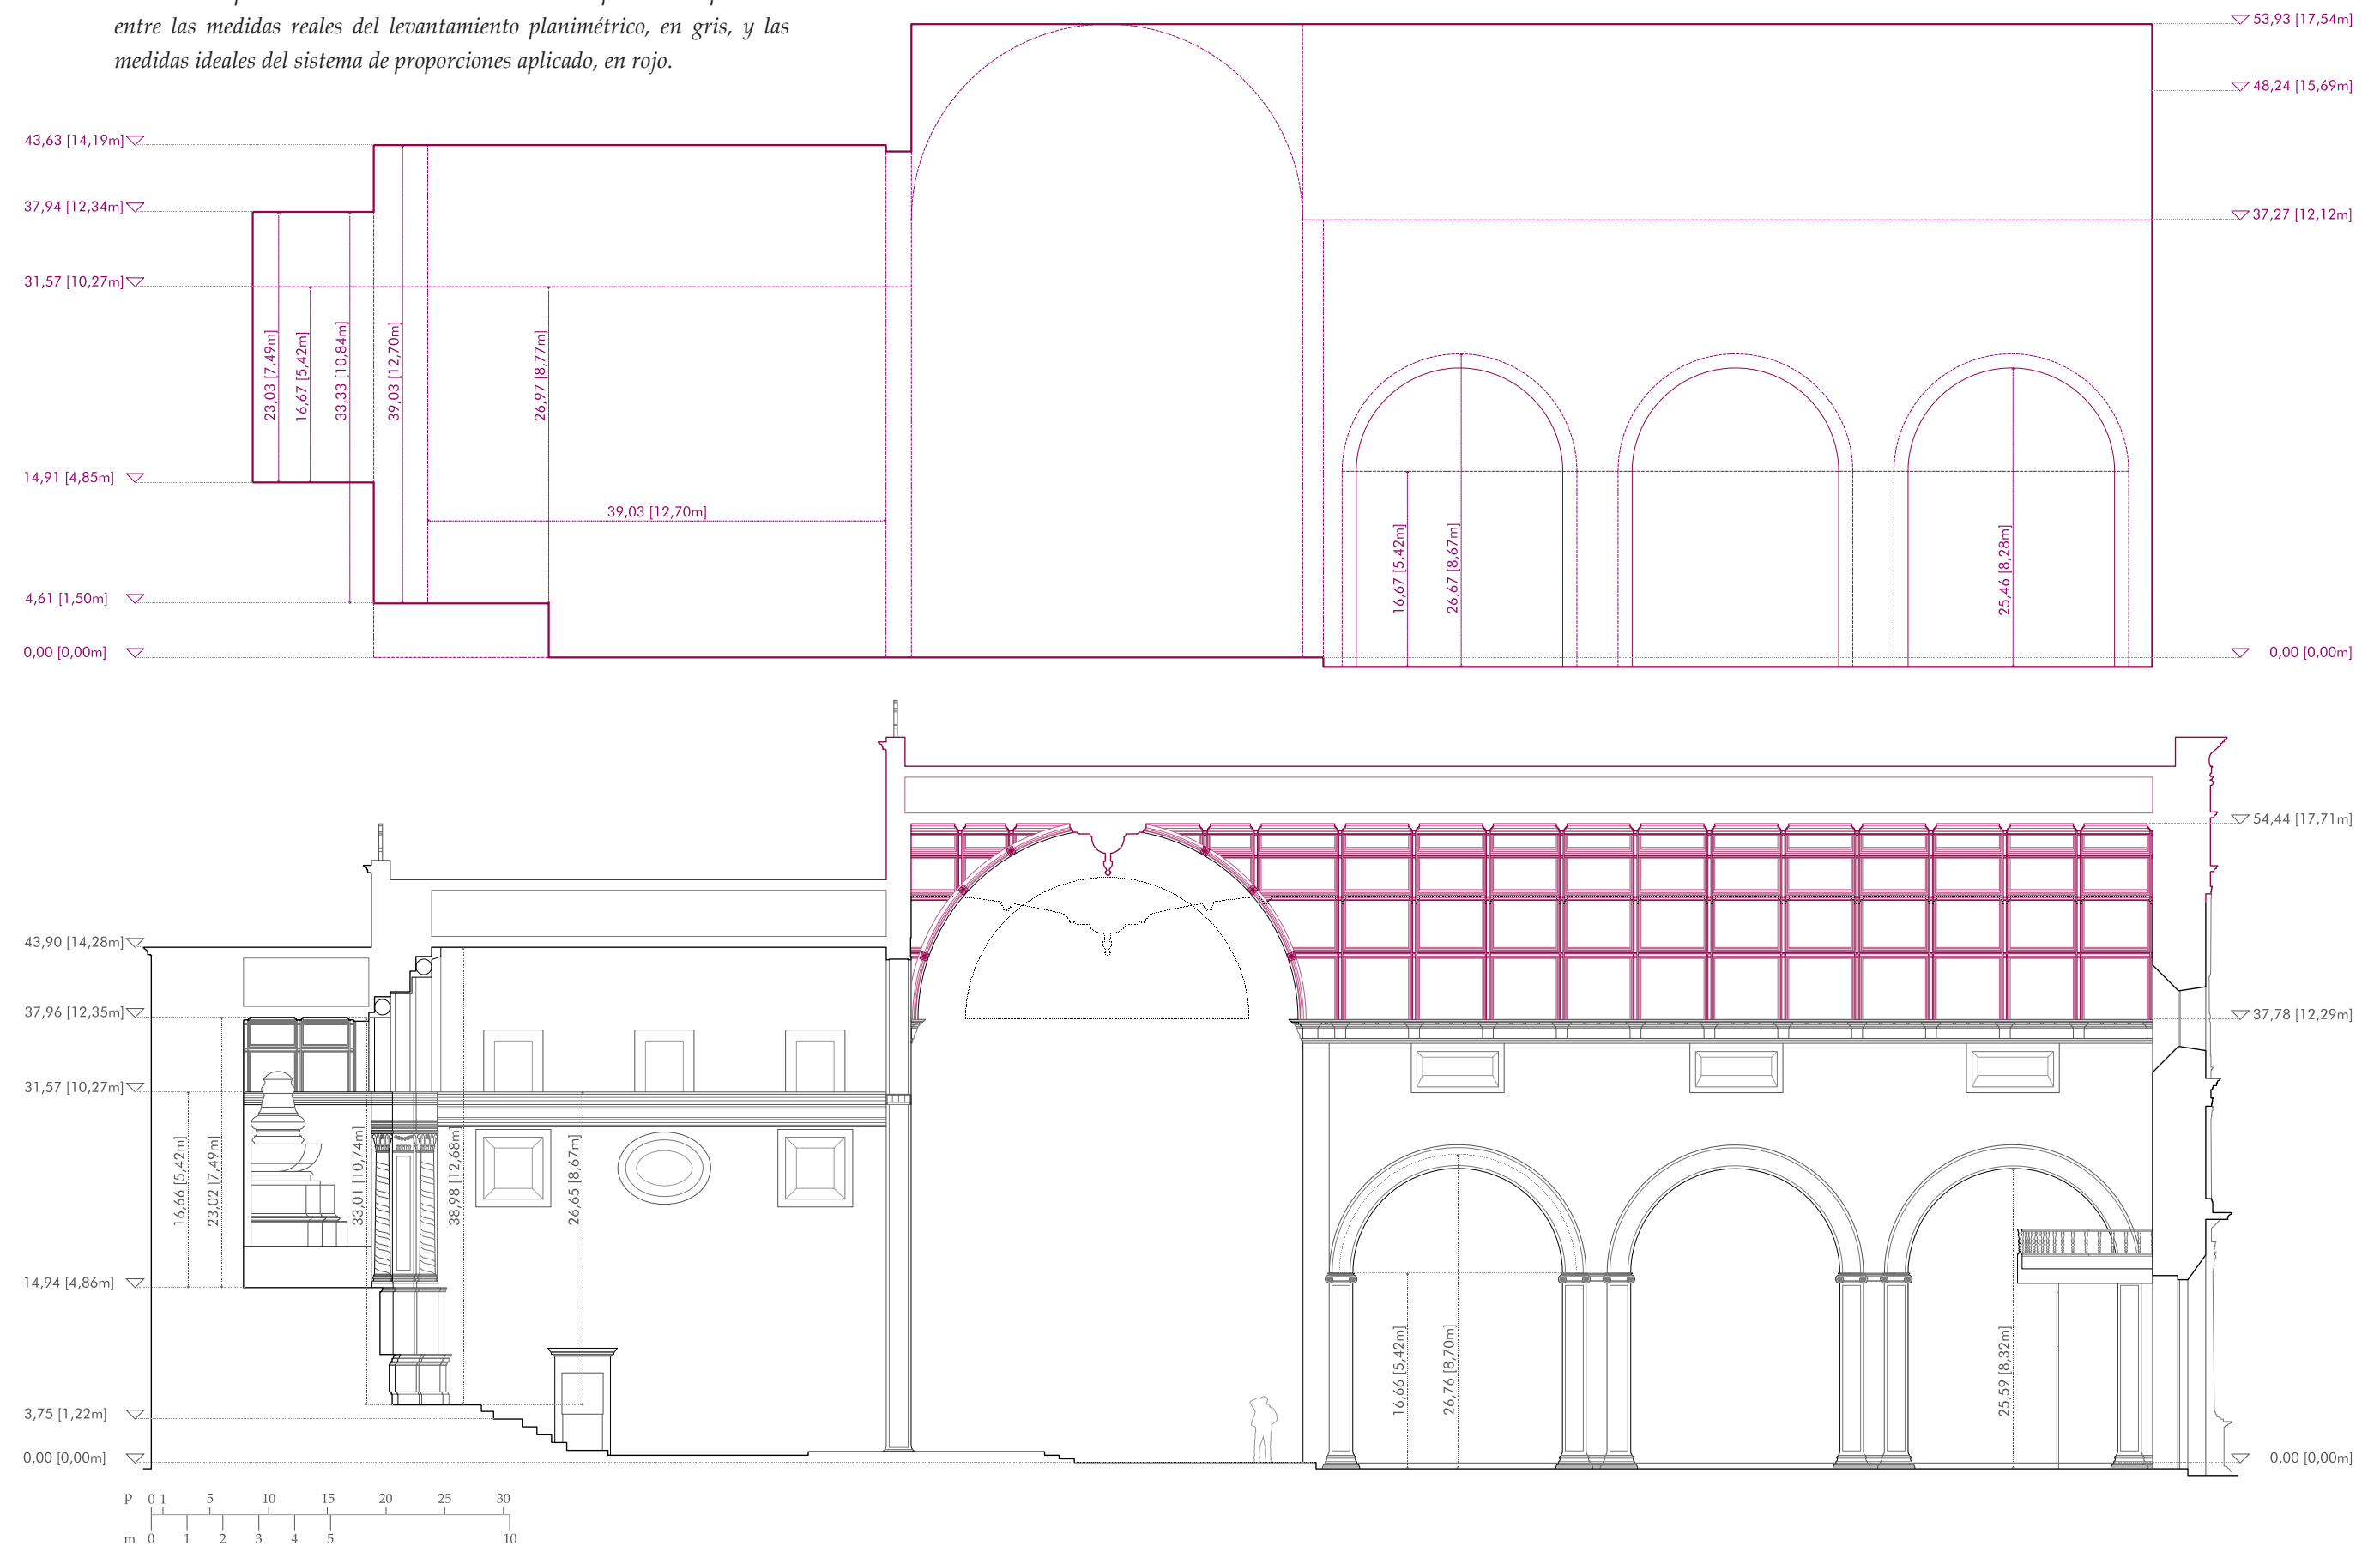 entre las medidas reales del levantamiento planimétrico, en gris, y las
medidas ideales del sistema de proporciones aplicado, en rojo.
53,93 [17,54m]
48,24 [15,69m]
43,63 [14,19m]
37,94 [12,34m]
37,27 [12,12m]
31,57 [10,27m]
23,03 [7,49m]
16,67 [5,42m]
33,33 [10,84m]
39,03 [12,70m]
26,97 [8,77m]
14,91 [4,85m]
39,03 [12,70m]
16,67 [5,42m]
26,67 [8,67m]
25,46 [8,28m]
4,61 [1,50m]
0,00 [0,00m]
0,00 [0,00m]
54,44 [17,71m]
43,90 [14,28m]
37,96 [12,35m]
37,78 [12,29m]
31,57 [10,27m]
16,66 [5,42m]
23,02 [7,49m]
33,01 [10,74m]
38,98 [12,68m]
26,65 [8,67m]
14,94 [4,86m]
16,66 [5,42m]
26,76 [8,70m]
25,59 [8,32m]
3,75 [1,22m]
0,00 [0,00m]
0,00 [0,00m]
P 0 1 5 10 15 20 25 30
m 0 1 2 3 4 5 10